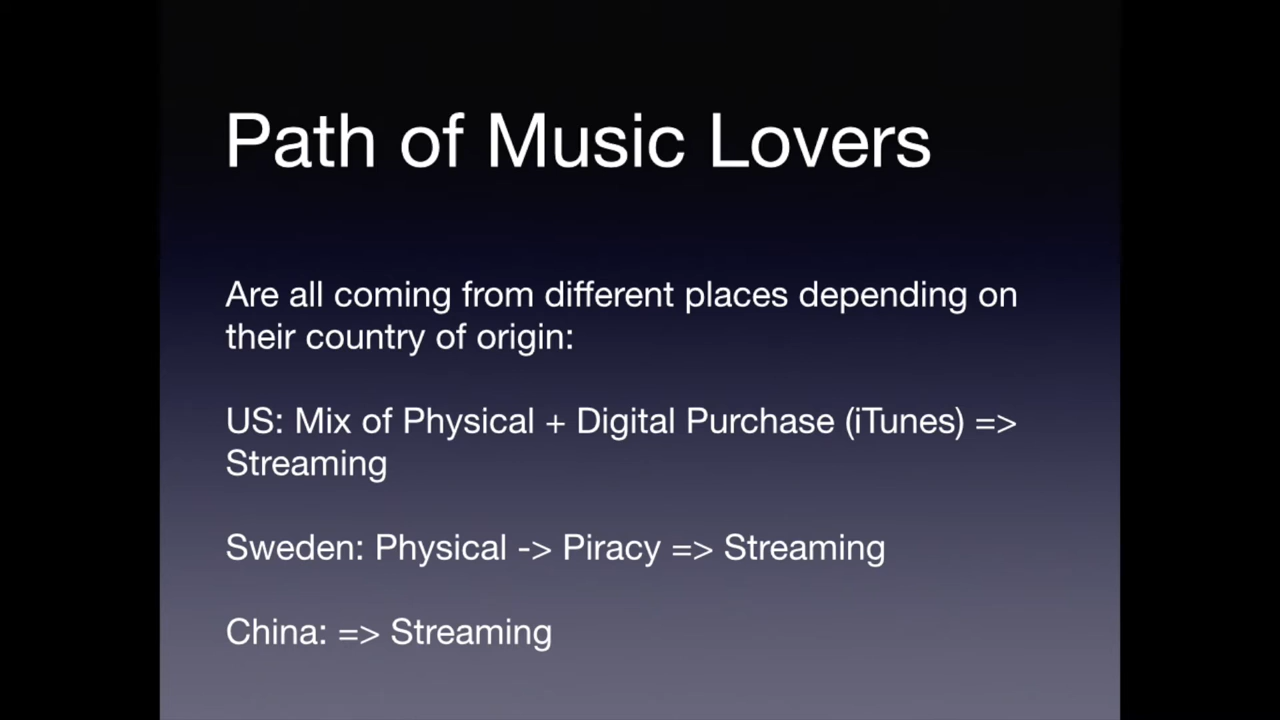 Path of Music Lovers
Are all coming from different places depending on
their country of origin:
US: Mix of Physical + Digital Purchase (iTunes) =>
Streaming
Sweden: Physical -> Piracy => Streaming
China: => Streaming